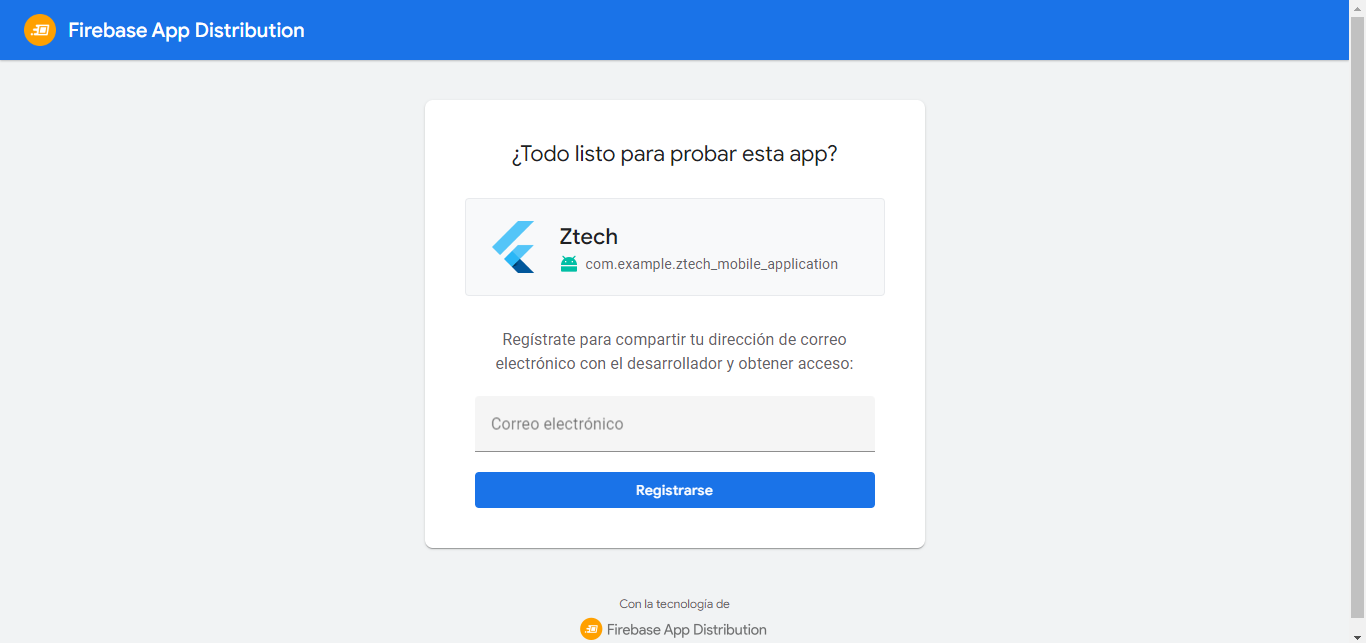 Firebase App Distribution
¿Todo listo para probar esta app?
Ztech
com.example.ztech_mobile_application
Regístrate para compartir tu dirección de correo
electrónico con el desarrollador y obtener acceso:
Correo electrónico
Registrarse
Con la tecnología de
Firebase App Distribution